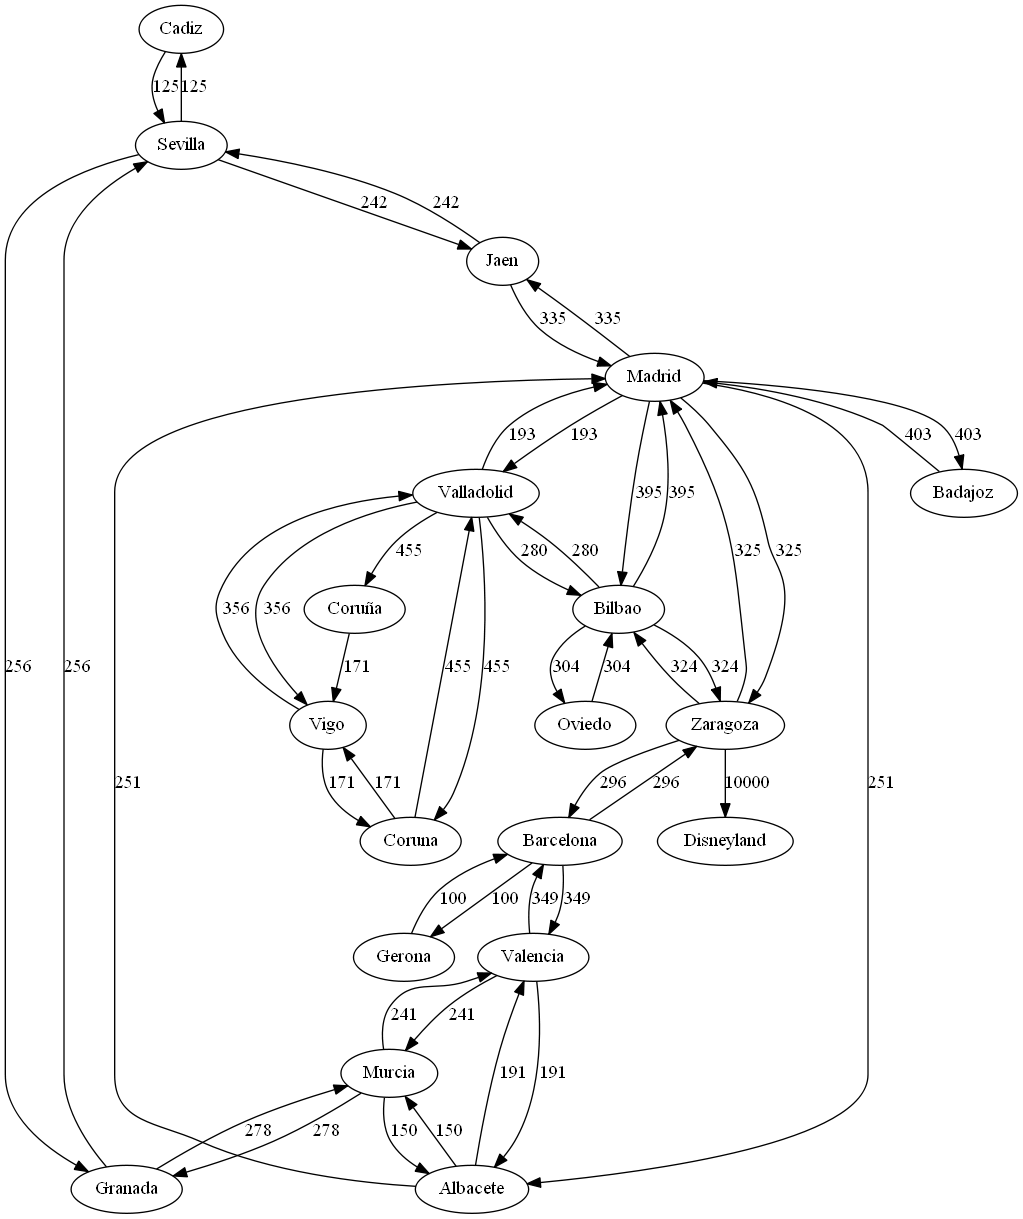 Cadiz
125 125
Sevilla
242 242
Jaen
335 335
Madrid
193 193 403 403
Valladolid 395 395 Badajoz
455 280 280 325 325
356 356 Coruña Bilbao
256 256 171 455 455 304 304 324 324
Vigo Oviedo Zaragoza
251 171 171 296 296 10000 251
Coruna Barcelona Disneyland
100 100 349 349
Gerona Valencia
241 241
Murcia 191 191
278 278 150 150
Granada Albacete